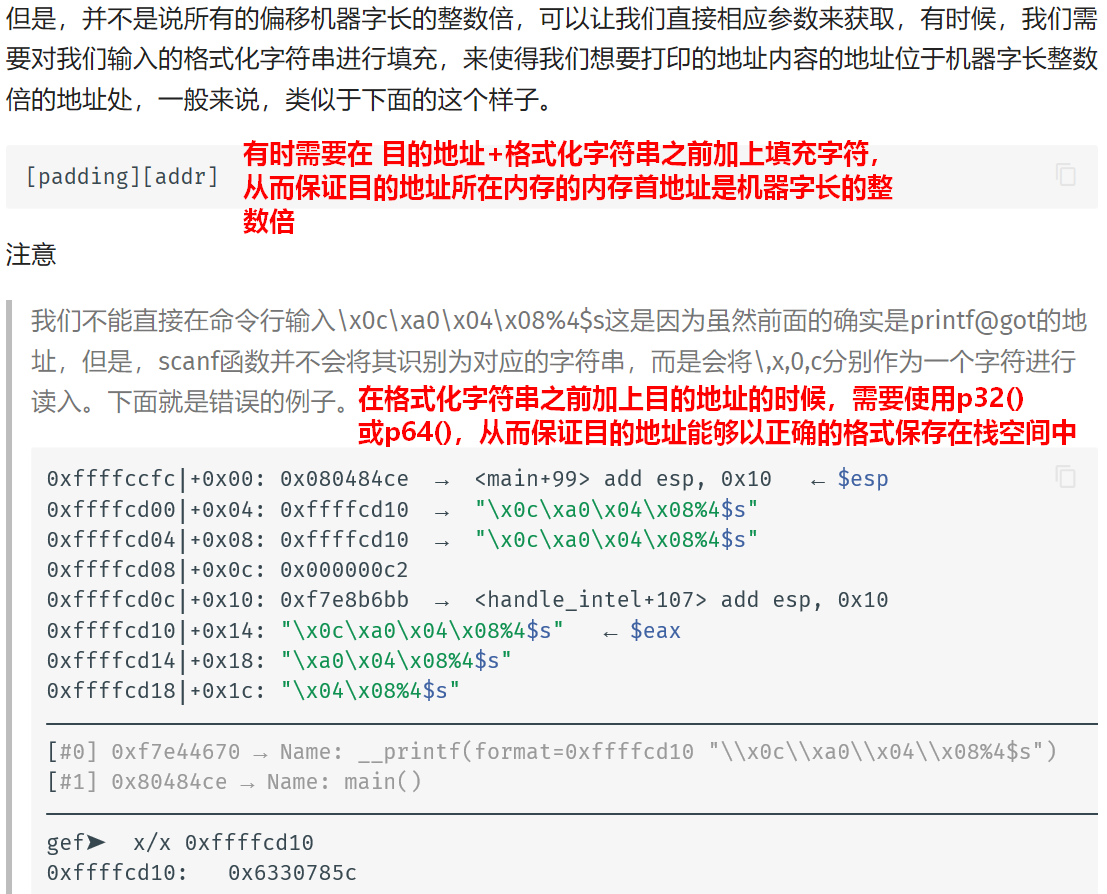 但是，并不是说所有的偏移机器字长的整数倍，可以让我们直接相应参数来获取，有时候，我们需
要对我们输入的格式化字符串进行填充，来使得我们想要打印的地址内容的地址位于机器字长整数
倍的地址处，一般来说，类似于下面的这个样子。
[padding][addr]
有时需要在 目的地址+格式化字符串之前加上填充字符，
从而保证目的地址所在内存的内存首地址是机器字长的整
数倍
注意
我们不能直接在命令行输入\x0c\xa0\x04\x08%4$s这是因为虽然前面的确实是printf@got的地
址，但是，scanf函数并不会将其识别为对应的字符串，而是会将\,x,0,c分别作为一个字符进行
读入。下面就是错误的例子。
在格式化字符串之前加上目的地址的时候，需要使用p32()
或p64()，从而保证目的地址能够以正确的格式保存在栈空间中
0xffffccfc|+0x00: 0x080484ce → <main+99> add esp, 0x10 ← $esp
0xffffcd00|+0x04: 0xffffcd10 → "\x0c\xa0\x04\x08%4$s"
0xffffcd04|+0x08: 0xffffcd10 → "\x0c\xa0\x04\x08%4$s"
0xffffcd08|+0x0c: 0x000000c2
0xffffcd0c|+0x10: 0xf7e8b6bb → <handle_intel+107> add esp, 0x10
0xffffcd10|+0x14: "\x0c\xa0\x04\x08%4$s" ← $eax
0xffffcd14|+0x18: "\xa0\x04\x08%4$s"
0xffffcd18|+0x1c: "\x04\x08%4$s"
[#0] 0xf7e44670 → Name: __printf(format=0xffffcd10 "\\x0c\\xa0\\x04\\x08%4$s")
[#1] 0x80484ce → Name: main()
gef➤ x/x 0xffffcd10
0xffffcd10: 0x6330785c